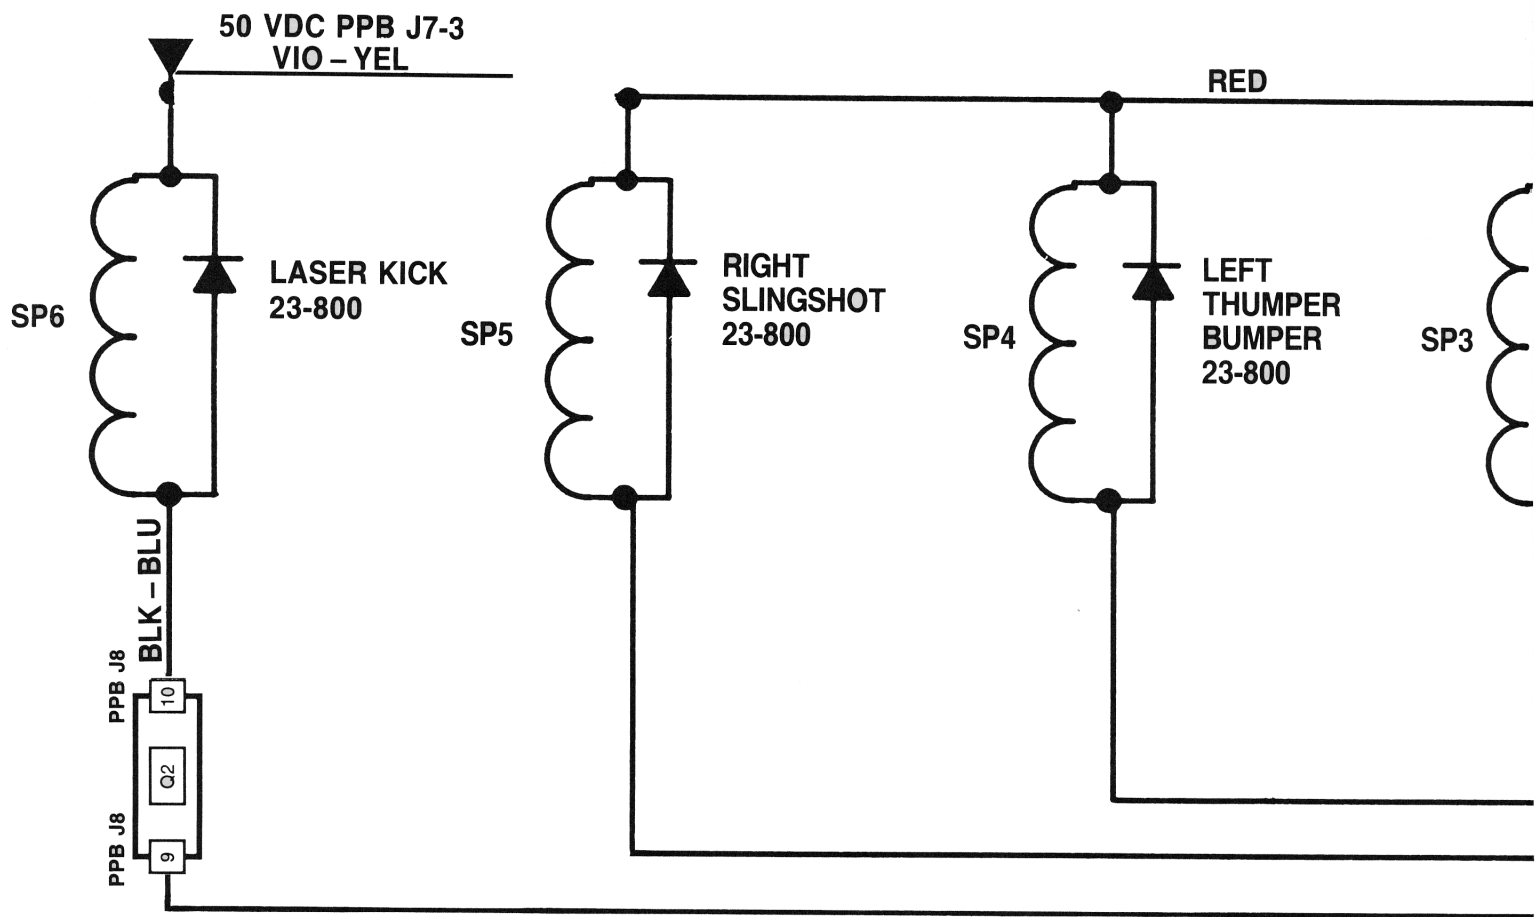 50 VDC PPB J7-3
VIO – YEL
RED
SP6
LASER KICK
23-800
SP5
RIGHT
SLINGSHOT
23-800
SP4
LEFT
THUMPER
BUMPER
23-800
SP3
BLK – BLU
PPB J8
10
Q2
PPB J8
9